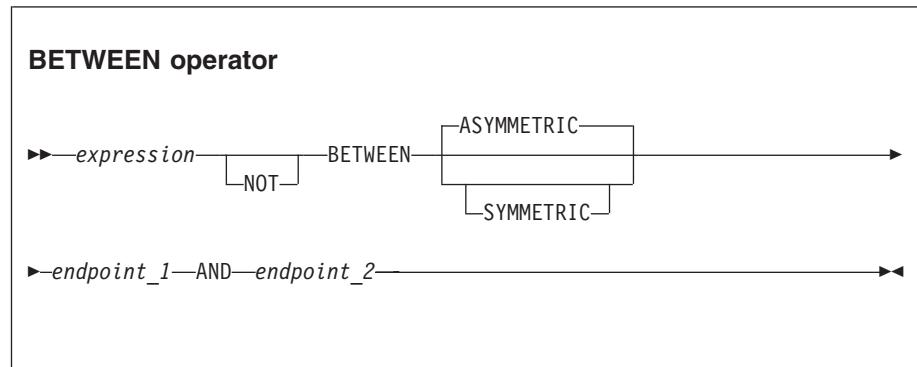 BETWEEN operator
ASYMMETRIC
expression NOT BETWEEN
SYMMETRIC
endpoint_1 AND endpoint_2